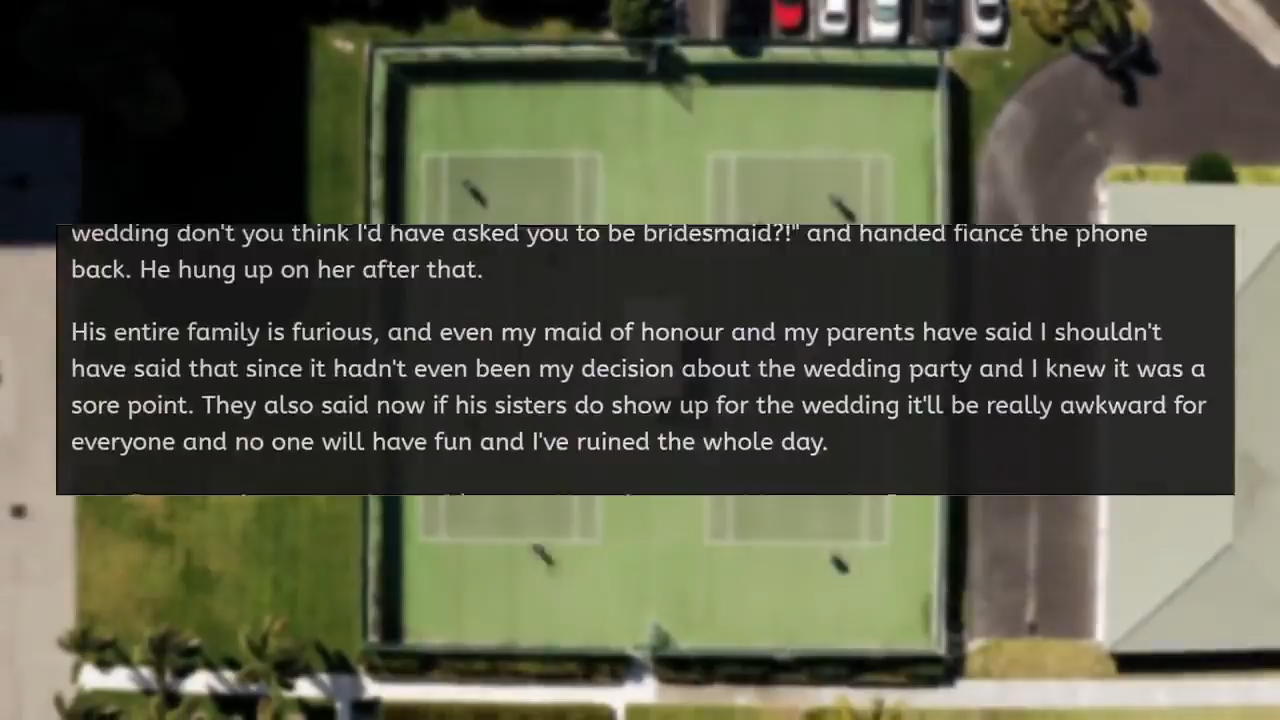 wedding don't you think I'd have asked you to be bridesmaid?!" and handed fiancé the phone
back. He hung up on her after that.
His entire family is furious, and even my maid of honour and my parents have said I shouldn't
have said that since it hadn't even been my decision about the wedding party and I knew it was a
sore point. They also said now if his sisters do show up for the wedding it'll be really awkward for
everyone and no one will have fun and I've ruined the whole day.